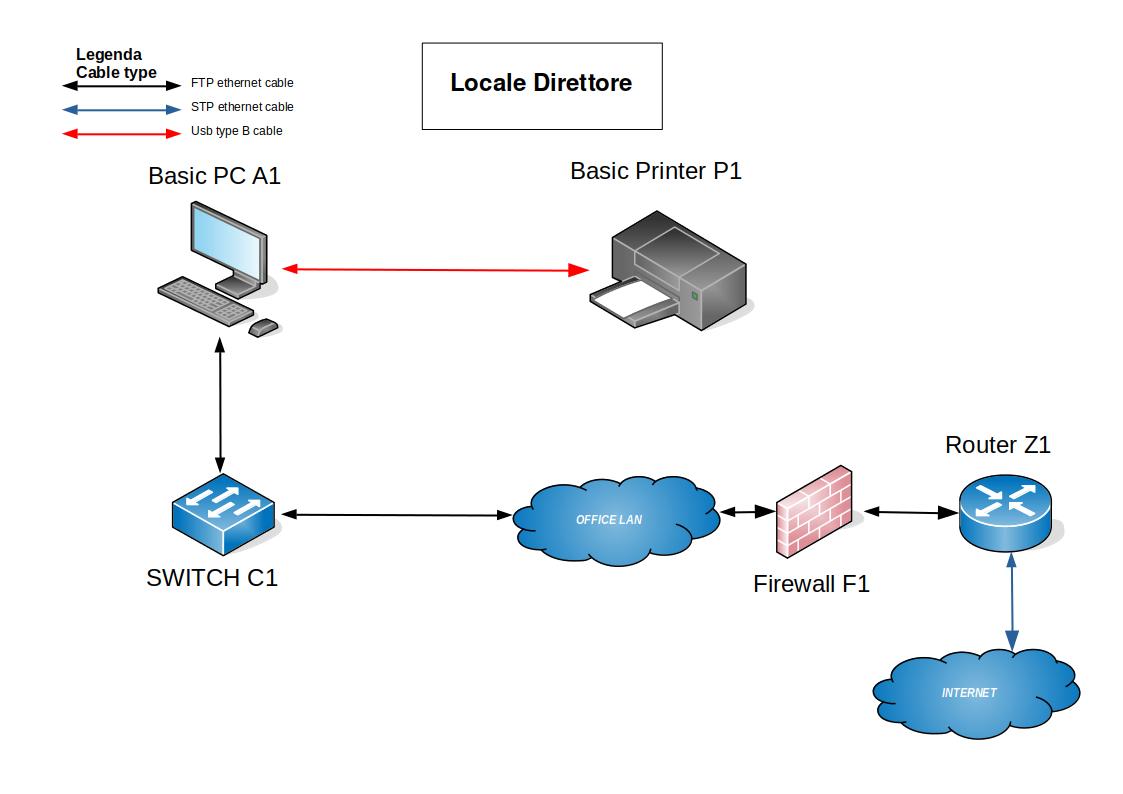 Legenda
Cable type
FTP ethernet cable
STP ethernet cable
Usb type B cable
Locale Direttore
Basic PC A1
Basic Printer P1
Router Z1
OFFICE LAN
SWITCH C1
Firewall F1
INTERNET